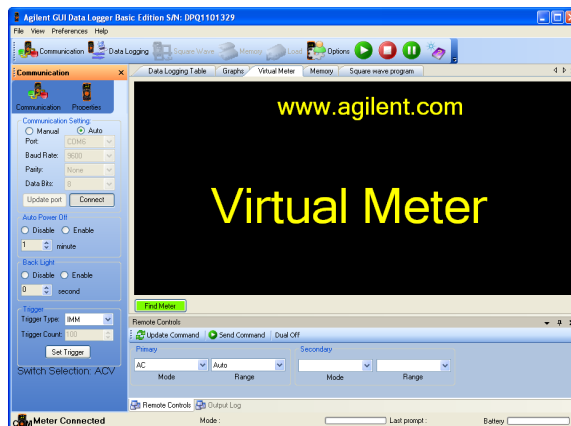 Agilent GUI Data Logger Basic Edition S/N: DPQ1101329
File View Preferences Help
Communication Data Logging Square Wave Memory Load Options
Communication ×
Data Logging Table Graphs Virtual Meter Memory Square wave program
Communication Properties
www.agilent.com
Virtual Meter
Communication Setting:
Manual Auto
Port: COM6
Baud Rate: 9600
Parity: None
Data Bits: 8
Update port Connect
Auto Power Off
Disable Enable
1 minute
Back Light
Disable Enable
0 second
Trigger
Trigger Type: IMM
Trigger Count: 100
Set Trigger
Switch Selection: ACV
Find Meter
Remote Controls
Update Command Send Command Dual Off
Primary Secondary
AC Auto
Mode Range Mode Range
Remote Controls Output Log
COM Meter Connected Mode : Last prompt : Battery